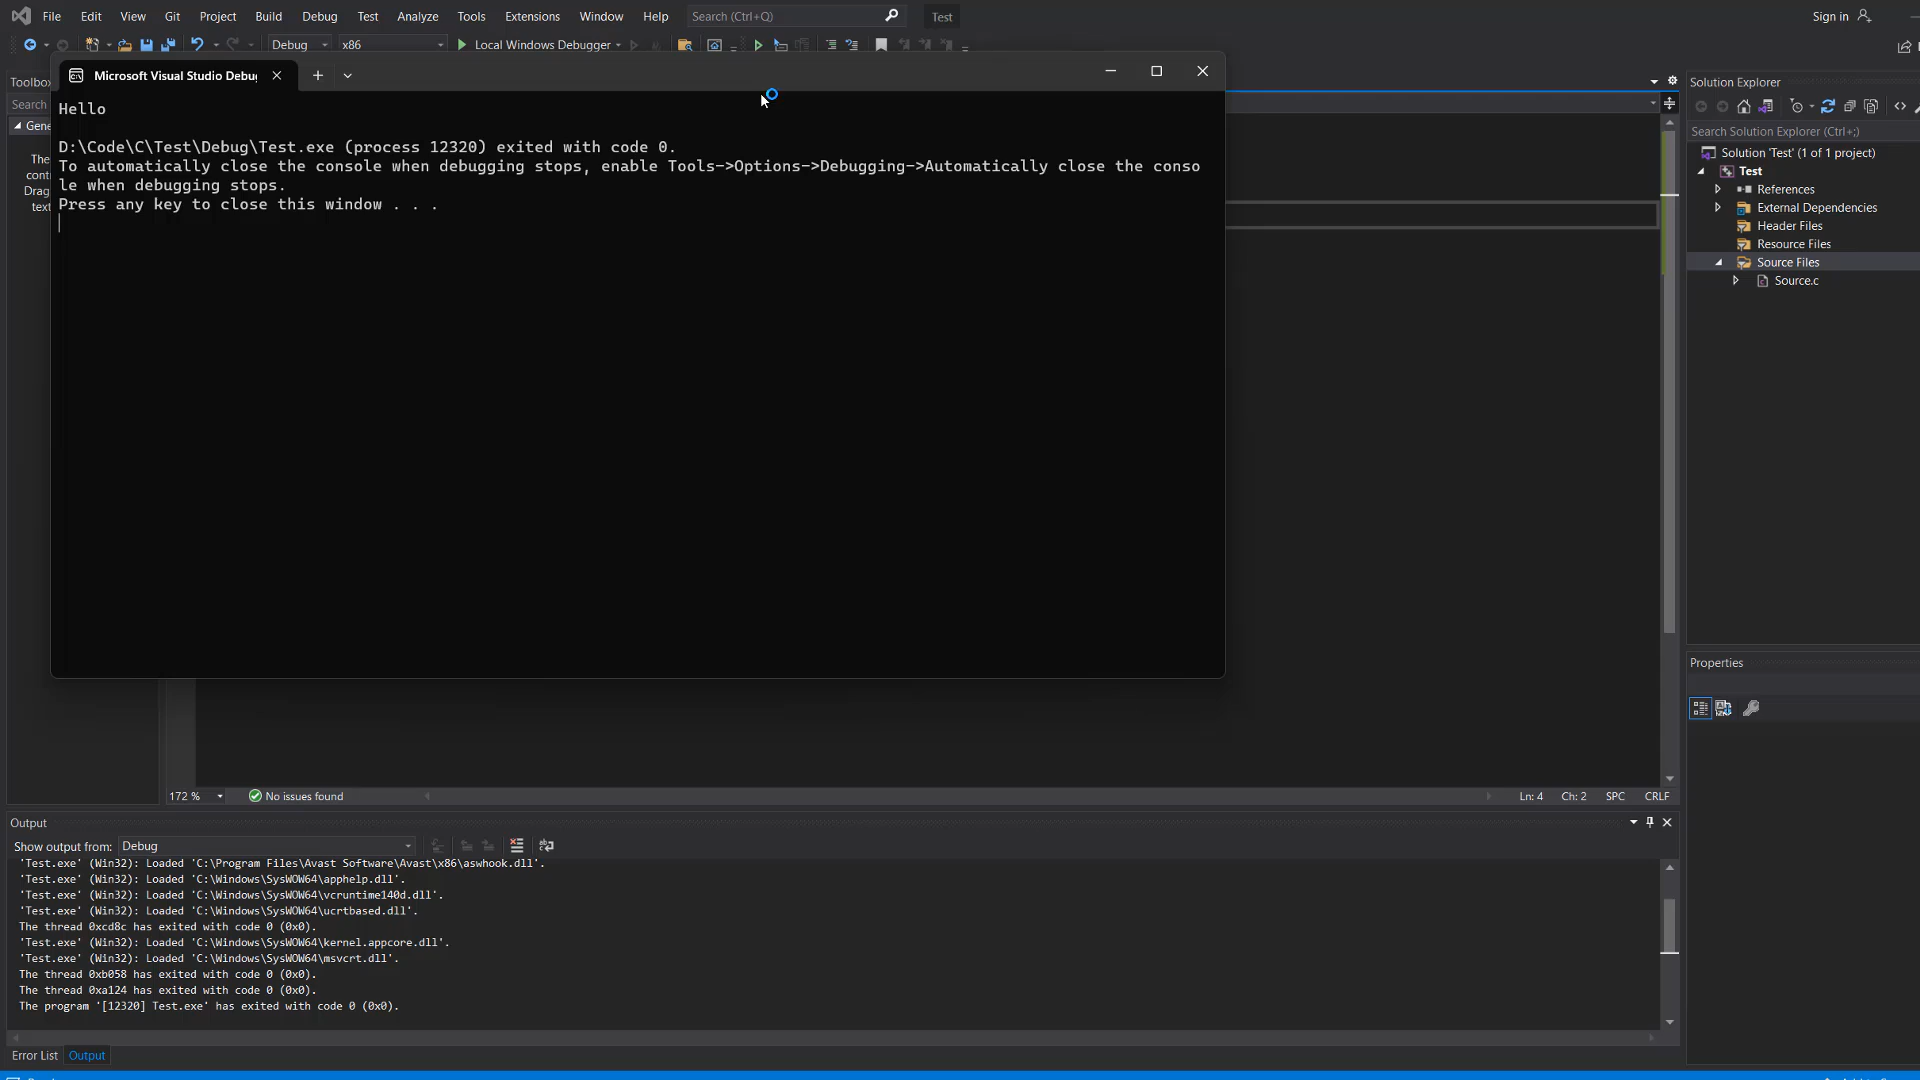 File Edit View Git Project Build Debug Test Analyze Tools Extensions Window Help Search (Ctrl+Q) Test Sign in
Debug x86 Local Windows Debugger
Toolbo
Search
Gene
The
cont
Drag
text
Microsoft Visual Studio Debug
Hello
D:\Code\C\Test\Debug\Test.exe (process 12320) exited with code 0.
To automatically close the console when debugging stops, enable Tools->Options->Debugging->Automatically close the conso
le when debugging stops.
Press any key to close this window . . .
Solution Explorer
Search Solution Explorer (Ctrl+;)
Solution 'Test' (1 of 1 project)
Test
References
External Dependencies
Header Files
Resource Files
Source Files
Source.c
Properties
172 % No issues found Ln: 4 Ch: 2 SPC CRLF
Output
Show output from: Debug
'Test.exe' (Win32): Loaded 'C:\Program Files\Avast Software\Avast\x86\aswhook.dll'.
'Test.exe' (Win32): Loaded 'C:\Windows\SysWOW64\apphelp.dll'.
'Test.exe' (Win32): Loaded 'C:\Windows\SysWOW64\vcruntime140d.dll'.
'Test.exe' (Win32): Loaded 'C:\Windows\SysWOW64\ucrtbased.dll'.
The thread 0xcd8c has exited with code 0 (0x0).
'Test.exe' (Win32): Loaded 'C:\Windows\SysWOW64\kernel.appcore.dll'.
'Test.exe' (Win32): Loaded 'C:\Windows\SysWOW64\msvcrt.dll'.
The thread 0xb058 has exited with code 0 (0x0).
The thread 0xa124 has exited with code 0 (0x0).
The program '[12320] Test.exe' has exited with code 0 (0x0).
Error List Output